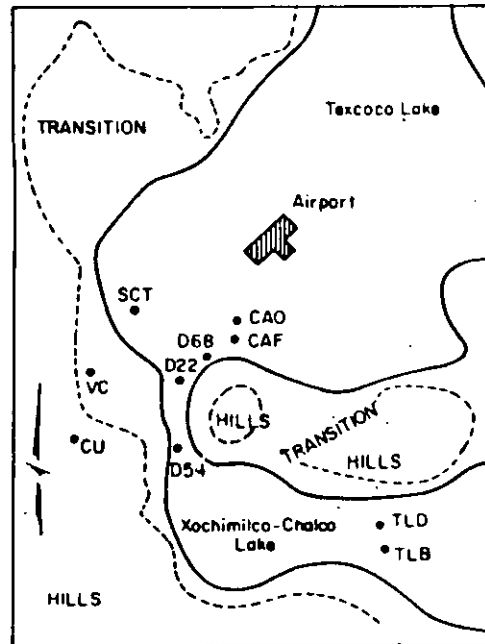 Texcoco Lake
TRANSITION
Airport
SCT
CAO
CAF
D68
D22
VC
HILLS
TRANSITION
HILLS
CU
D54
Xochimilco-Chalco
Lake
TLD
TLB
HILLS